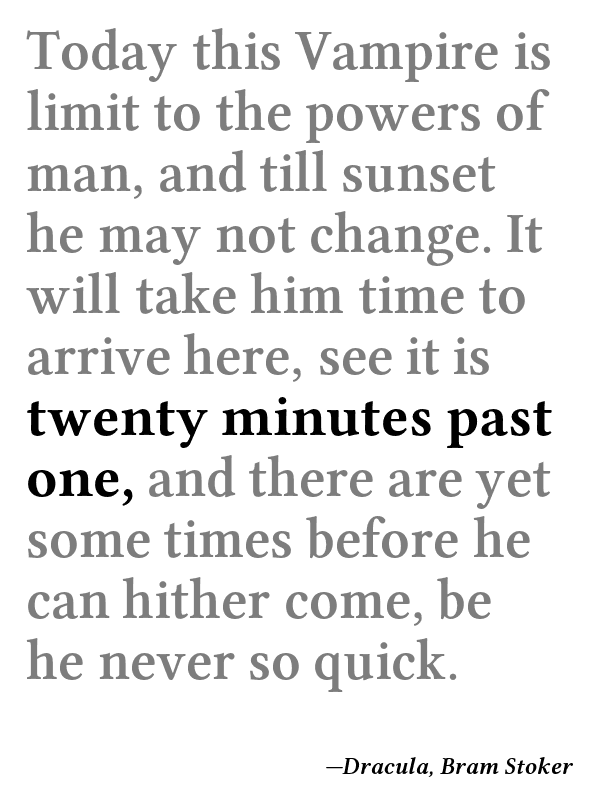 Today this Vampire is
limit to the powers of
man, and till sunset
he may not change. It
will take him time to
arrive here, see it is
twenty minutes past
one, and there are yet
some times before he
can hither come, be
he never so quick.
—Dracula, Bram Stoker